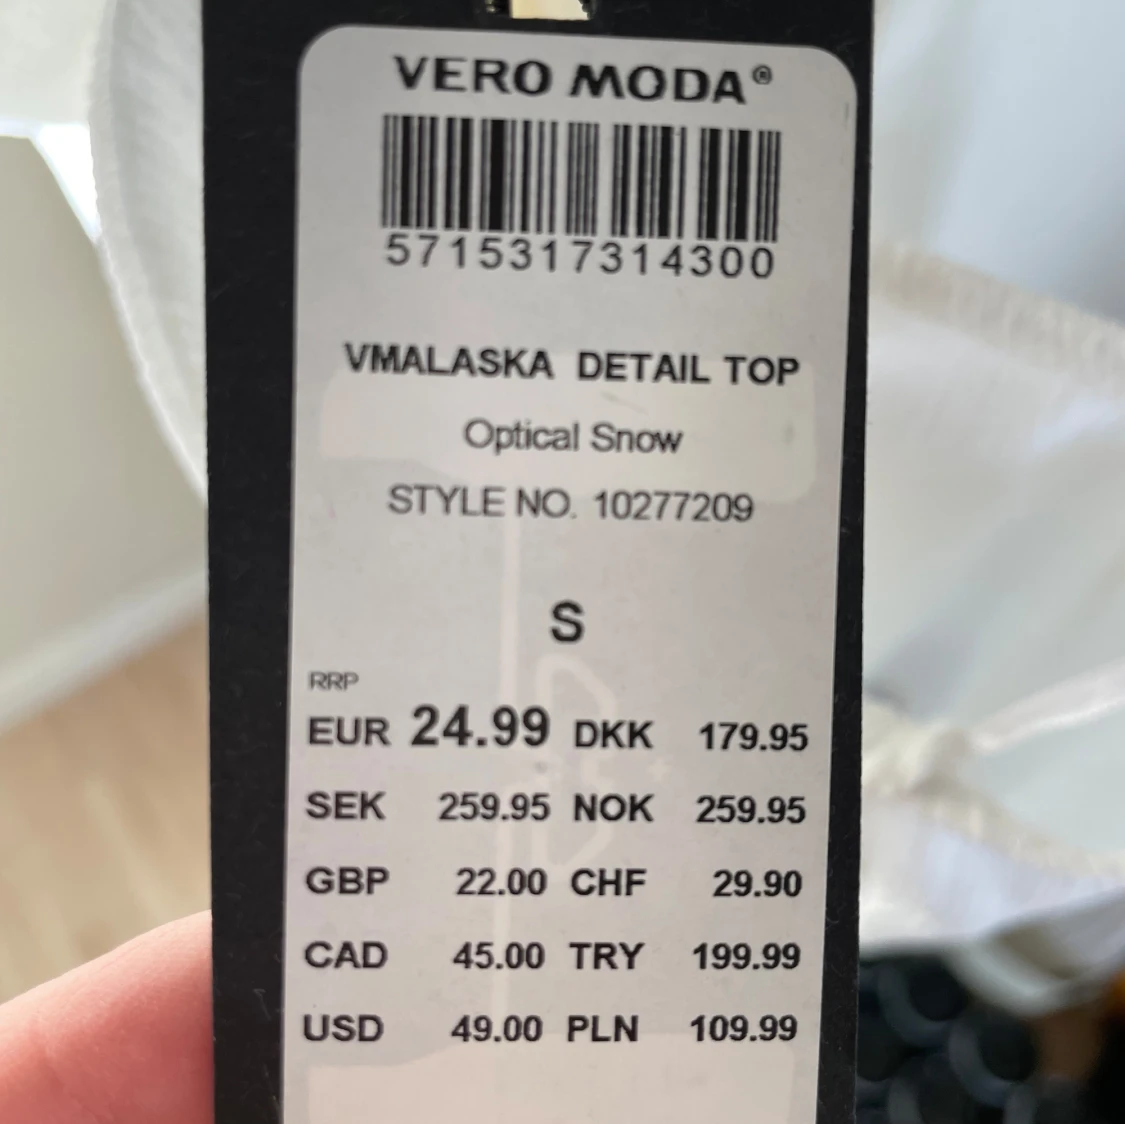 VERO MODA®
5715317314300
VMALASKA DETAIL TOP
Optical Snow
STYLE NO. 10277209
S
RRP
EUR 24.99 DKK 179.95
SEK 259.95 NOK 259.95
GBP 22.00 CHF 29.90
CAD 45.00 TRY 199.99
USD 49.00 PLN 109.99